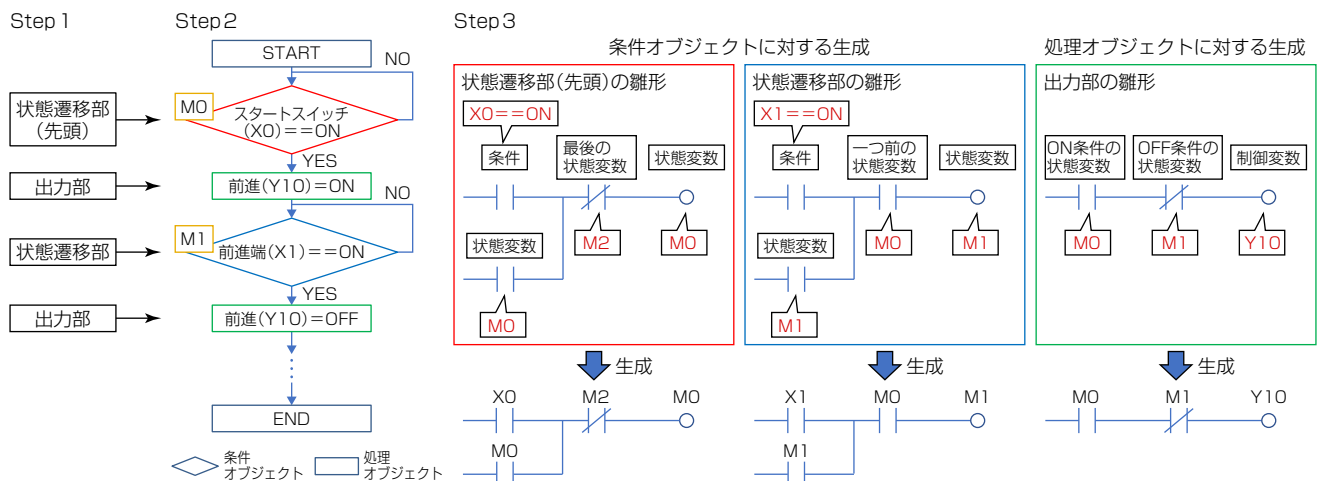 Step1
Step2
Step3
状態遷移部
(先頭)
出力部
状態遷移部
出力部
START
NO
M0
スタートスイッチ
(X0)==ON
YES
前進(Y10)=ON
NO
M1
前進端(X1)==ON
YES
前進(Y10)=OFF
END
条件
オブジェクト
処理
オブジェクト
条件オブジェクトに対する生成
処理オブジェクトに対する生成
状態遷移部(先頭)の雛形
X0==ON
条件
最後の
状態変数
状態変数
状態変数
M2
M0
M0
状態遷移部の雛形
X1==ON
条件
一つ前の
状態変数
状態変数
状態変数
M0
M1
M1
出力部の雛形
ON条件の
状態変数
OFF条件の
状態変数
制御変数
M0
M1
Y10
生成
生成
生成
X0
M2
M0
M0
X1
M0
M1
M1
M0
M1
Y10